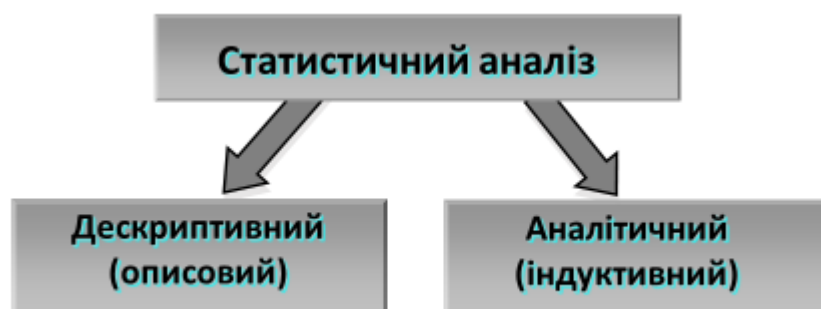 Статистичний аналіз
Дескриптивний
(описовий)
Аналітичний
(індуктивний)